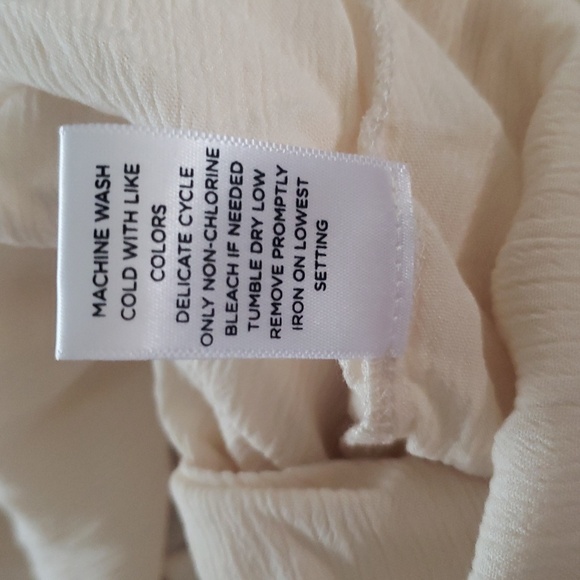 MACHINE WASH
COLD WITH LIKE
COLORS
DELICATE CYCLE
ONLY NON-CHLORINE
BLEACH IF NEEDED
TUMBLE DRY LOW
REMOVE PROMPTLY
IRON ON LOWEST
SETTING